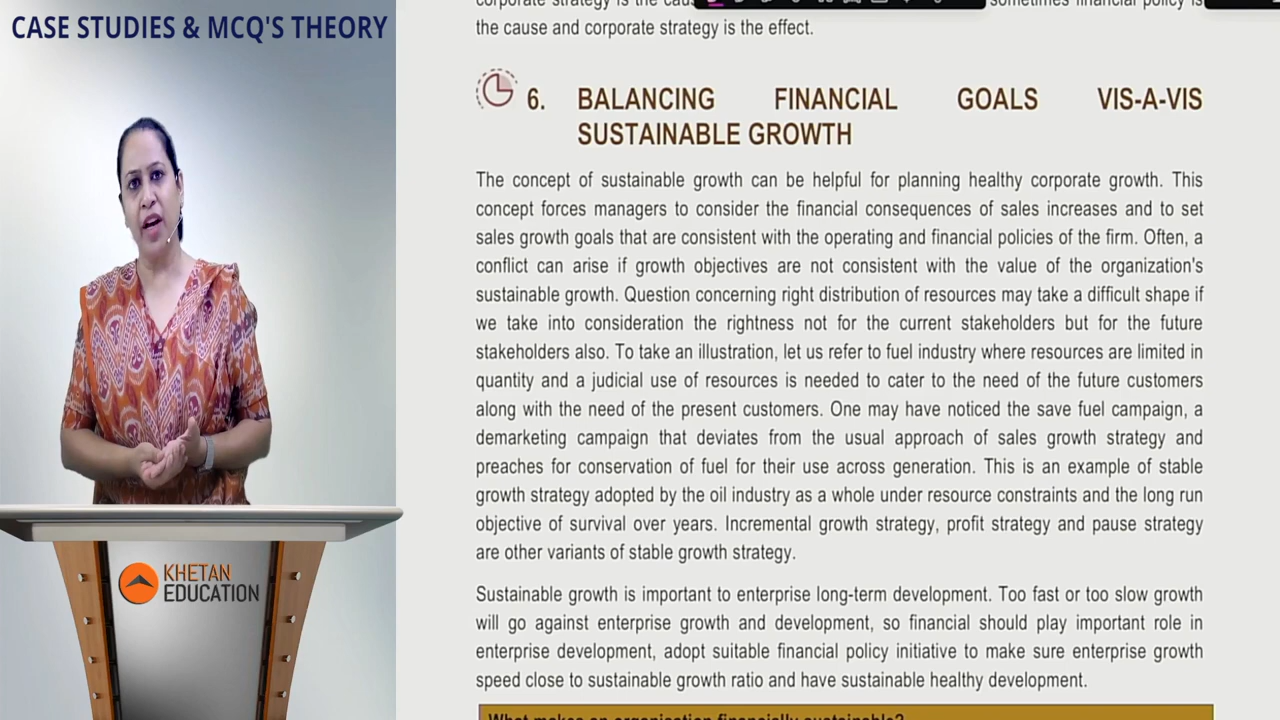 CASE STUDIES & MCQ'S THEORY
corporate strategy is the sometimes financial policy is
the cause and corporate strategy is the effect.
6. BALANCING FINANCIAL GOALS VIS-A-VIS
SUSTAINABLE GROWTH
The concept of sustainable growth can be helpful for planning healthy corporate growth. This
concept forces managers to consider the financial consequences of sales increases and to set
sales growth goals that are consistent with the operating and financial policies of the firm. Often, a
conflict can arise if growth objectives are not consistent with the value of the organization's
sustainable growth. Question concerning right distribution of resources may take a difficult shape if
we take into consideration the rightness not for the current stakeholders but for the future
stakeholders also. To take an illustration, let us refer to fuel industry where resources are limited in
quantity and a judicial use of resources is needed to cater to the need of the future customers
along with the need of the present customers. One may have noticed the save fuel campaign, a
demarketing campaign that deviates from the usual approach of sales growth strategy and
preaches for conservation of fuel for their use across generation. This is an example of stable
growth strategy adopted by the oil industry as a whole under resource constraints and the long run
objective of survival over years. Incremental growth strategy, profit strategy and pause strategy
are other variants of stable growth strategy.
Sustainable growth is important to enterprise long-term development. Too fast or too slow growth
will go against enterprise growth and development, so financial should play important role in
enterprise development, adopt suitable financial policy initiative to make sure enterprise growth
speed close to sustainable growth ratio and have sustainable healthy development.
What makes an organisation financially sustainable?
KHETAN
EDUCATION